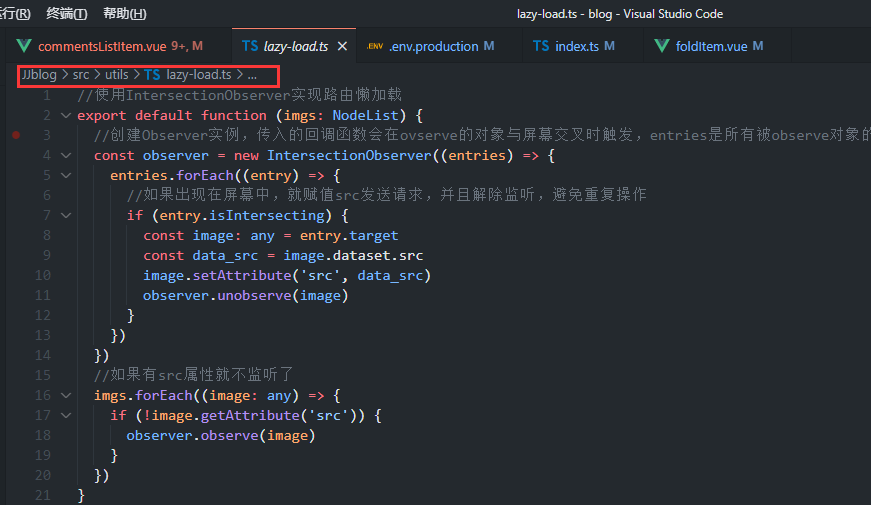 运行(R) 终端(T) 帮助(H) lazy-load.ts - blog - Visual Studio Code
commentsListItem.vue 9+, M TS lazy-load.ts × .ENV .env.production M TS index.ts M foldItem.vue M
JJblog > src > utils > TS lazy-load.ts > ...
1 //使用IntersectionObserver实现路由懒加载
2 export default function (imgs: NodeList) {
3 //创建Observer实例，传入的回调函数会在ovserve的对象与屏幕交叉时触发，entries是所有被observe对象的
4 const observer = new IntersectionObserver((entries) => {
5 entries.forEach((entry) => {
6 //如果出现在屏幕中，就赋值src发送请求，并且解除监听，避免重复操作
7 if (entry.isIntersecting) {
8 const image: any = entry.target
9 const data_src = image.dataset.src
10 image.setAttribute('src', data_src)
11 observer.unobserve(image)
12 }
13 })
14 })
15 //如果有src属性就不监听了
16 imgs.forEach((image: any) => {
17 if (!image.getAttribute('src')) {
18 observer.observe(image)
19 }
20 })
21 }